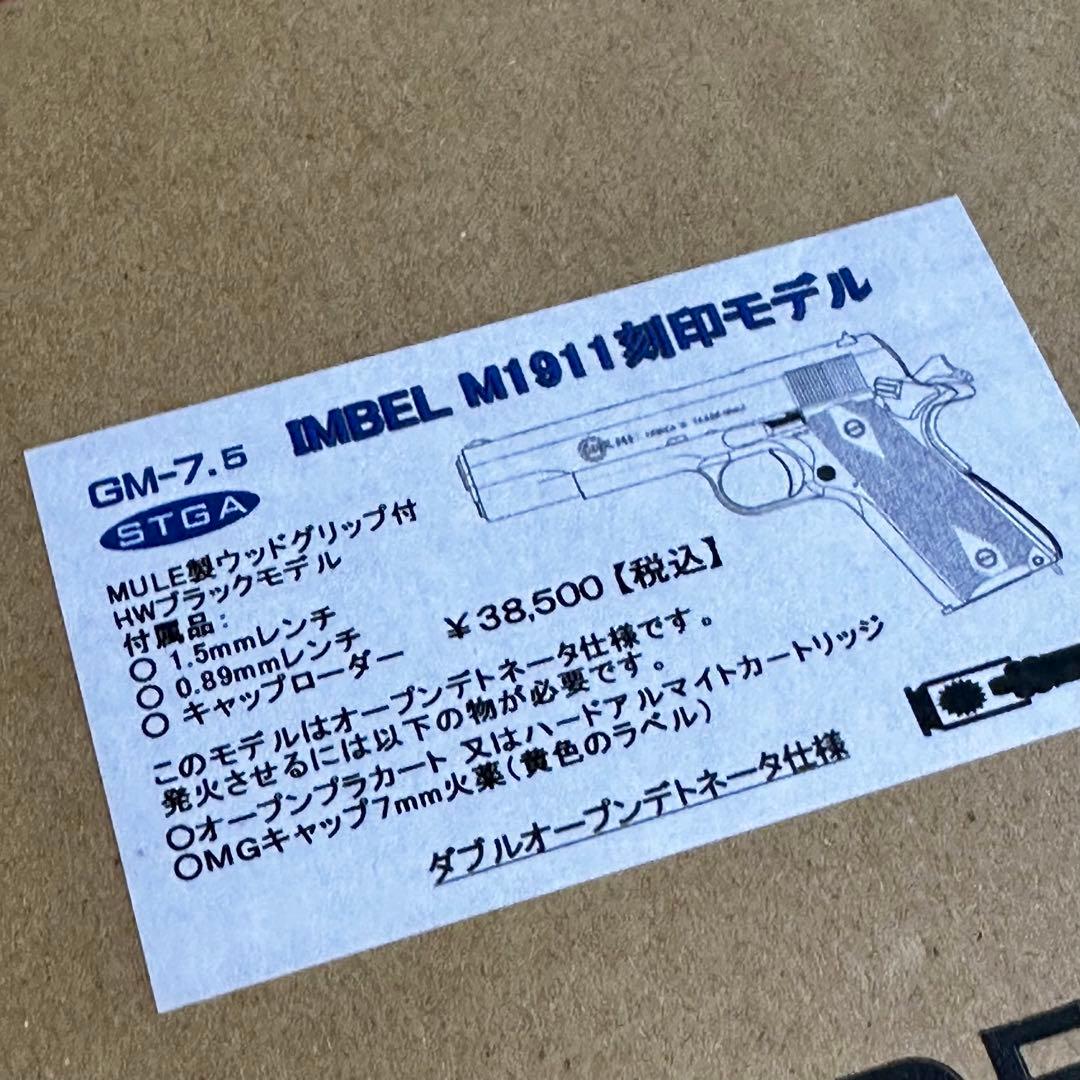 IMBEL M1911刻印モデル
GM-7.5
STGA
MULE製ウッドグリップ付
HWブラックモデル
付属品:
○ 1.5mmレンチ
○ 0.89mmレンチ
○ キャップローダー
¥38,500【税込】
このモデルはオープンデトネータ仕様です。
発火させるには以下の物が必要です。
○オープンプラカート 又はハードアルマイトカートリッジ
○MGキャップ7mm火薬(黄色のラベル)
ダブルオープンデトネータ仕様